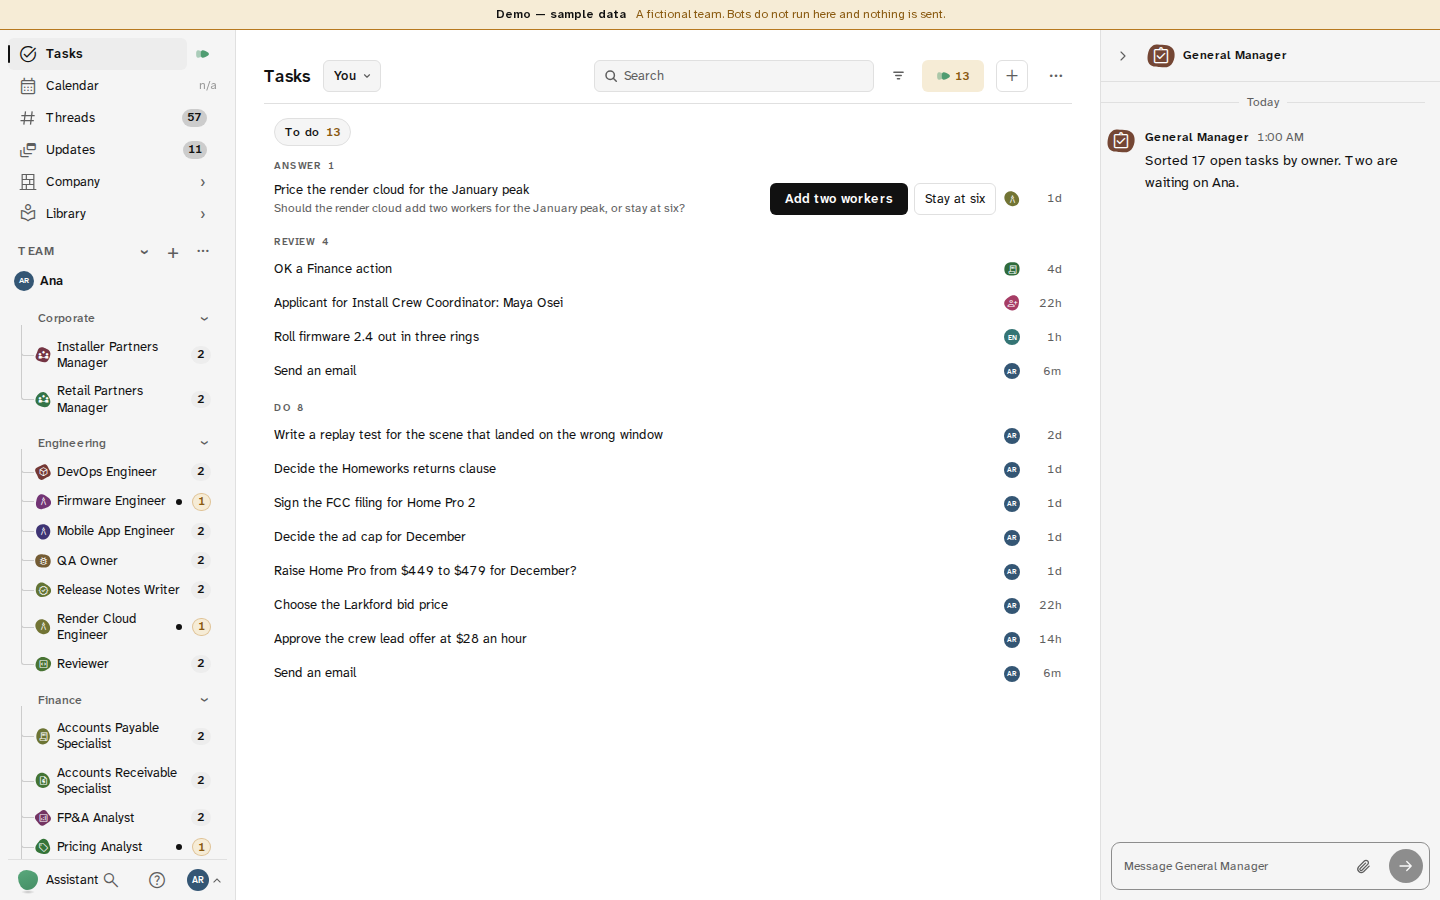 Demo — sample data A fictional team. Bots do not run here and nothing is sent.
Tasks
Calendar n/a
Threads 57
Updates 11
Company
Library
TEAM
AR Ana
Corporate
Installer Partners
Manager 2
Retail Partners
Manager 2
Engineering
DevOps Engineer 2
Firmware Engineer 1
Mobile App Engineer 2
QA Owner 2
Release Notes Writer 2
Render Cloud
Engineer 1
Reviewer 2
Finance
Accounts Payable
Specialist 2
Accounts Receivable
Specialist 2
FP&A Analyst 2
Pricing Analyst 1
Assistant AR
Tasks You Search 13
To do 13
ANSWER 1
Price the render cloud for the January peak
Should the render cloud add two workers for the January peak, or stay at six?
Add two workers Stay at six 1d
REVIEW 4
OK a Finance action 4d
Applicant for Install Crew Coordinator: Maya Osei 22h
Roll firmware 2.4 out in three rings EN 1h
Send an email AR 6m
DO 8
Write a replay test for the scene that landed on the wrong window AR 2d
Decide the Homeworks returns clause AR 1d
Sign the FCC filing for Home Pro 2 AR 1d
Decide the ad cap for December AR 1d
Raise Home Pro from $449 to $479 for December? AR 1d
Choose the Larkford bid price AR 22h
Approve the crew lead offer at $28 an hour AR 14h
Send an email AR 6m
General Manager
Today
General Manager 1:00 AM
Sorted 17 open tasks by owner. Two are
waiting on Ana.
Message General Manager